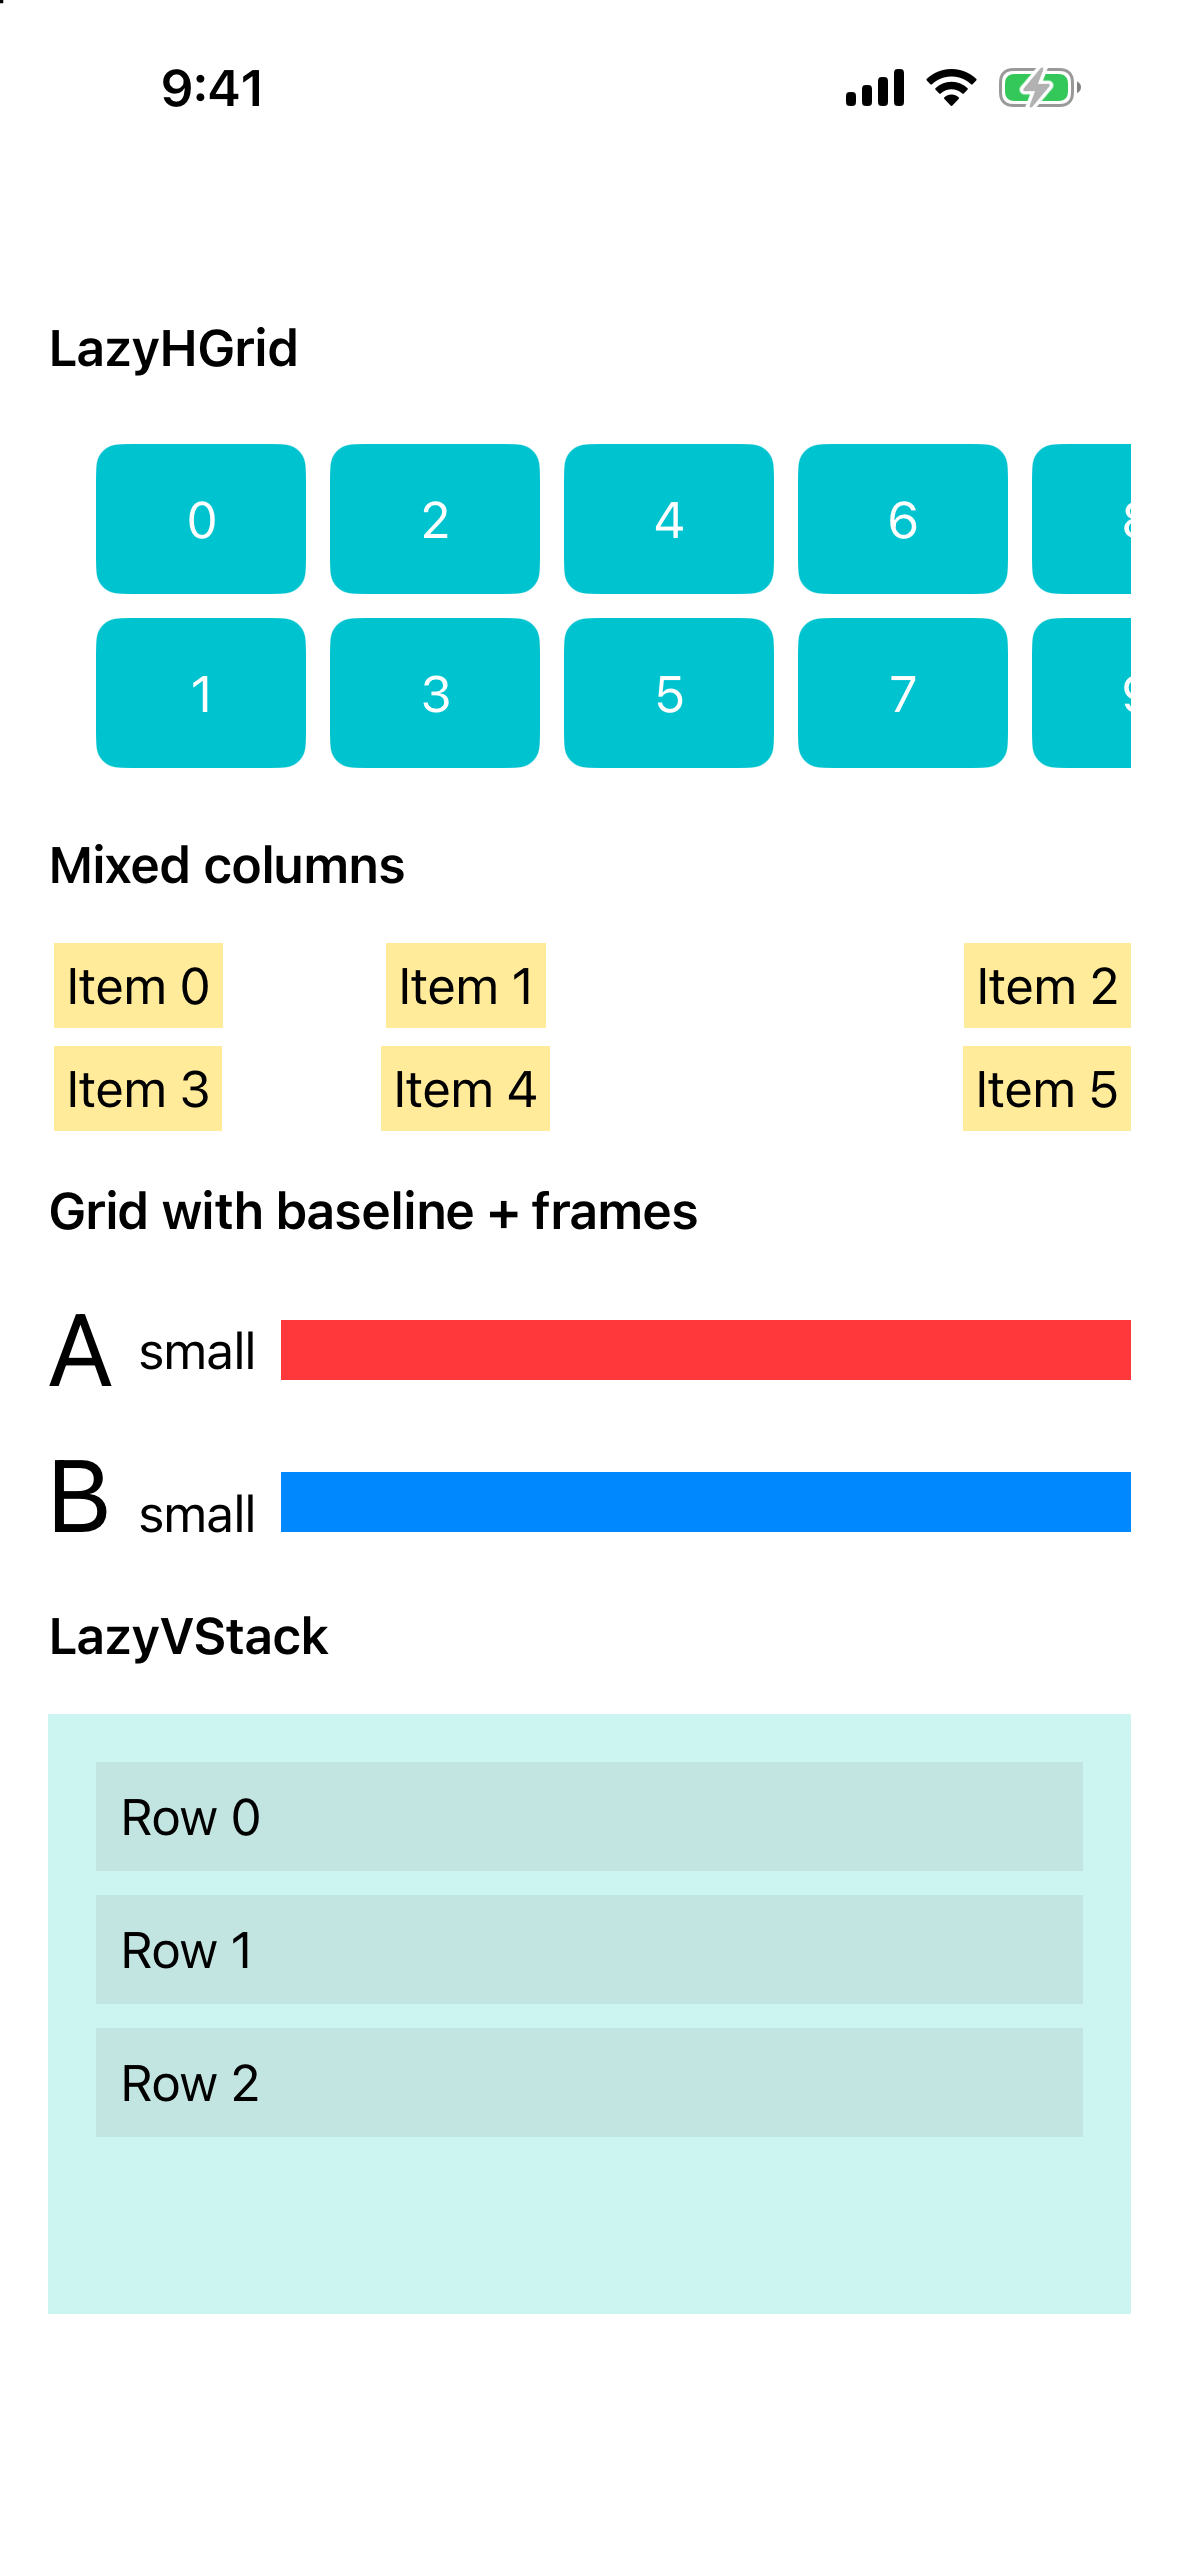 9:41
LazyHGrid
0 2 4 6
1 3 5 7
Mixed columns
Item 0 Item 1 Item 2
Item 3 Item 4 Item 5
Grid with baseline + frames
A small
B small
LazyVStack
Row 0
Row 1
Row 2